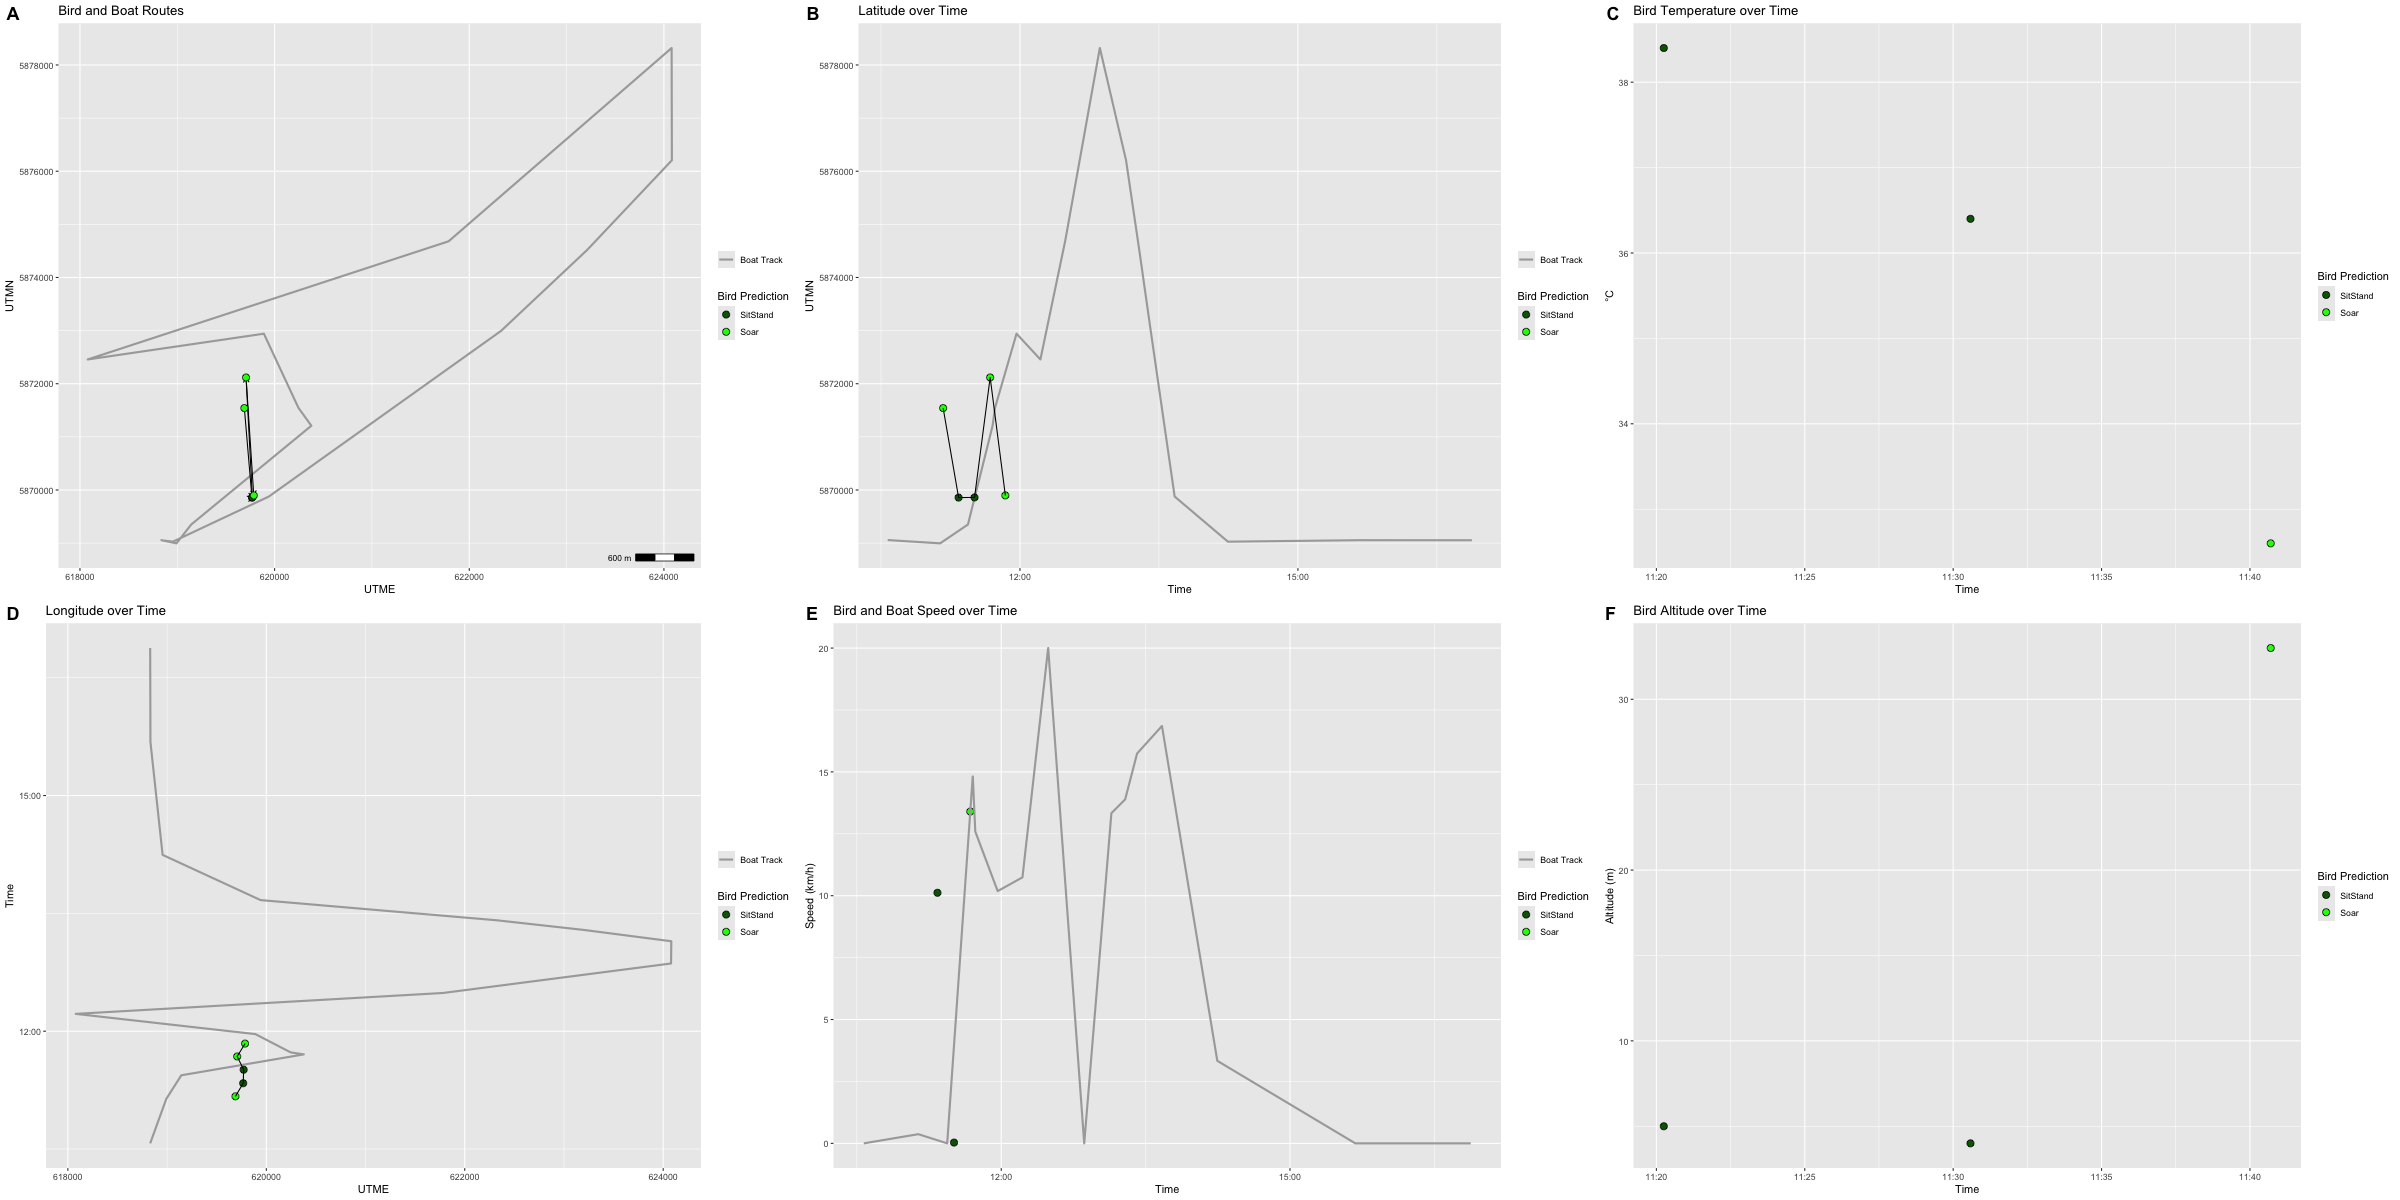 A Bird and Boat Routes
UTMN
5878000
5876000
5874000
5872000
5870000
618000 620000 622000 624000
UTME
600 m
Boat Track
Bird Prediction
SitStand
Soar
B Latitude over Time
UTMN
5878000
5876000
5874000
5872000
5870000
12:00 15:00
Time
Boat Track
Bird Prediction
SitStand
Soar
C Bird Temperature over Time
°C
38
36
34
11:20 11:25 11:30 11:35 11:40
Time
Bird Prediction
SitStand
Soar
D Longitude over Time
Time
15:00
12:00
618000 620000 622000 624000
UTME
Boat Track
Bird Prediction
SitStand
Soar
E Bird and Boat Speed over Time
Speed (km/h)
20
15
10
5
0
12:00 15:00
Time
Boat Track
Bird Prediction
SitStand
Soar
F Bird Altitude over Time
Altitude (m)
30
20
10
11:20 11:25 11:30 11:35 11:40
Time
Bird Prediction
SitStand
Soar